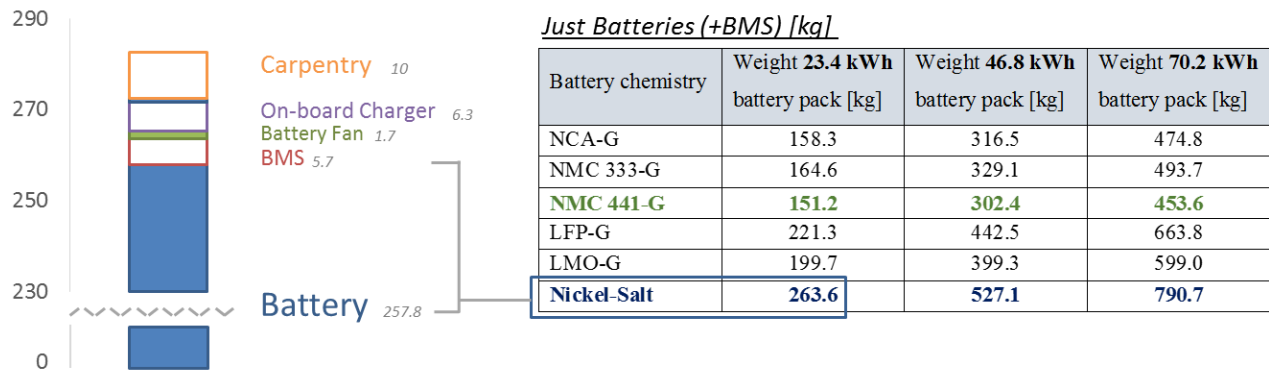 290
270
250
230
0
Carpentry 10
On-board Charger 6.3
Battery Fan 1.7
BMS 5.7
Battery 257.8
Just Batteries (+BMS) [kg]
Battery chemistry
Weight 23.4 kWh battery pack [kg]
Weight 46.8 kWh battery pack [kg]
Weight 70.2 kWh battery pack [kg]
NCA-G 158.3 316.5 474.8
NMC 333-G 164.6 329.1 493.7
NMC 441-G 151.2 302.4 453.6
LFP-G 221.3 442.5 663.8
LMO-G 199.7 399.3 599.0
Nickel-Salt 263.6 527.1 790.7